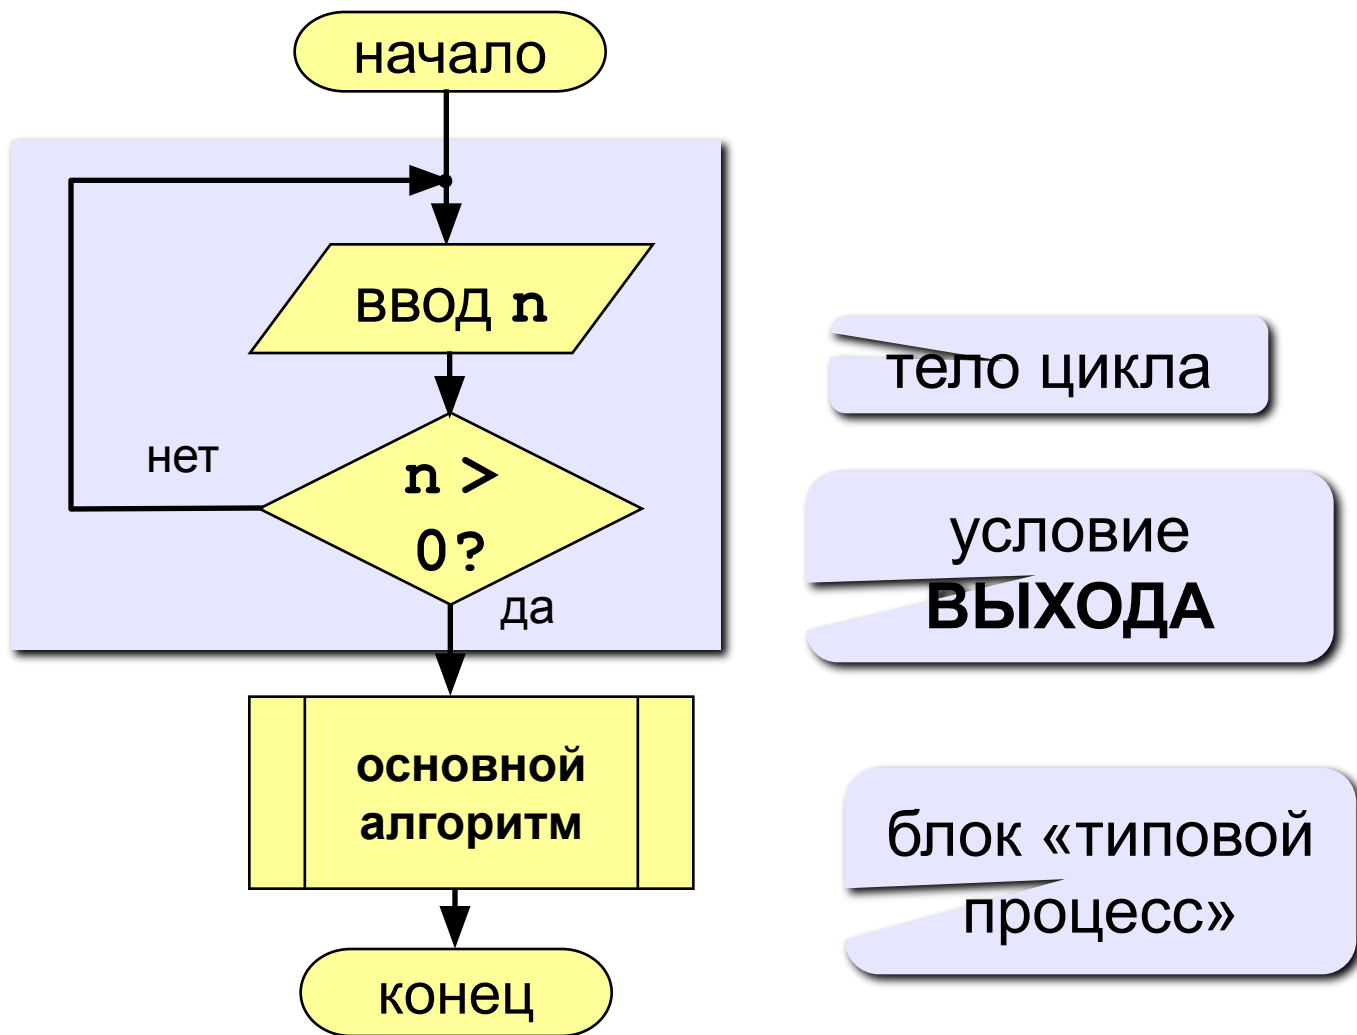 начало
ввод n
нет
n >
0?
да
основной
алгоритм
конец
тело цикла
условие
ВЫХОДА
блок «типовой
процесс»